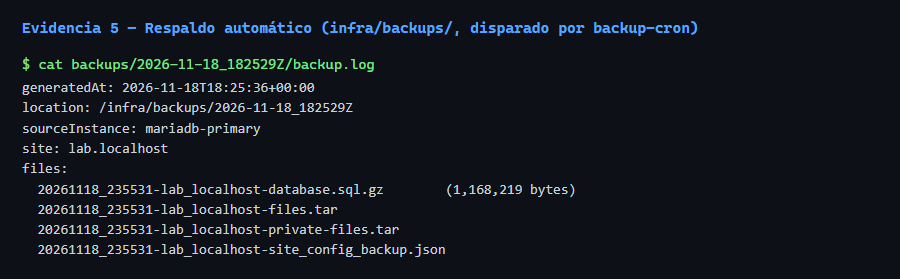 Evidencia 5 — Respaldo automático (infra/backups/, disparado por backup-cron)
$ cat backups/2026-11-18_182529Z/backup.log
generatedAt: 2026-11-18T18:25:36+00:00
location: /infra/backups/2026-11-18_182529Z
sourceInstance: mariadb-primary
site: lab.localhost
files:
  20261118_235531-lab_localhost-database.sql.gz        (1,168,219 bytes)
  20261118_235531-lab_localhost-files.tar
  20261118_235531-lab_localhost-private-files.tar
  20261118_235531-lab_localhost-site_config_backup.json